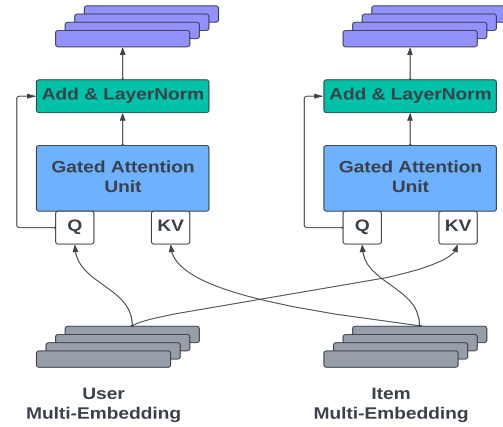 Add & LayerNorm
Add & LayerNorm
Gated Attention
Unit
Gated Attention
Unit
Q
KV
Q
KV
User
Multi-Embedding
Item
Multi-Embedding